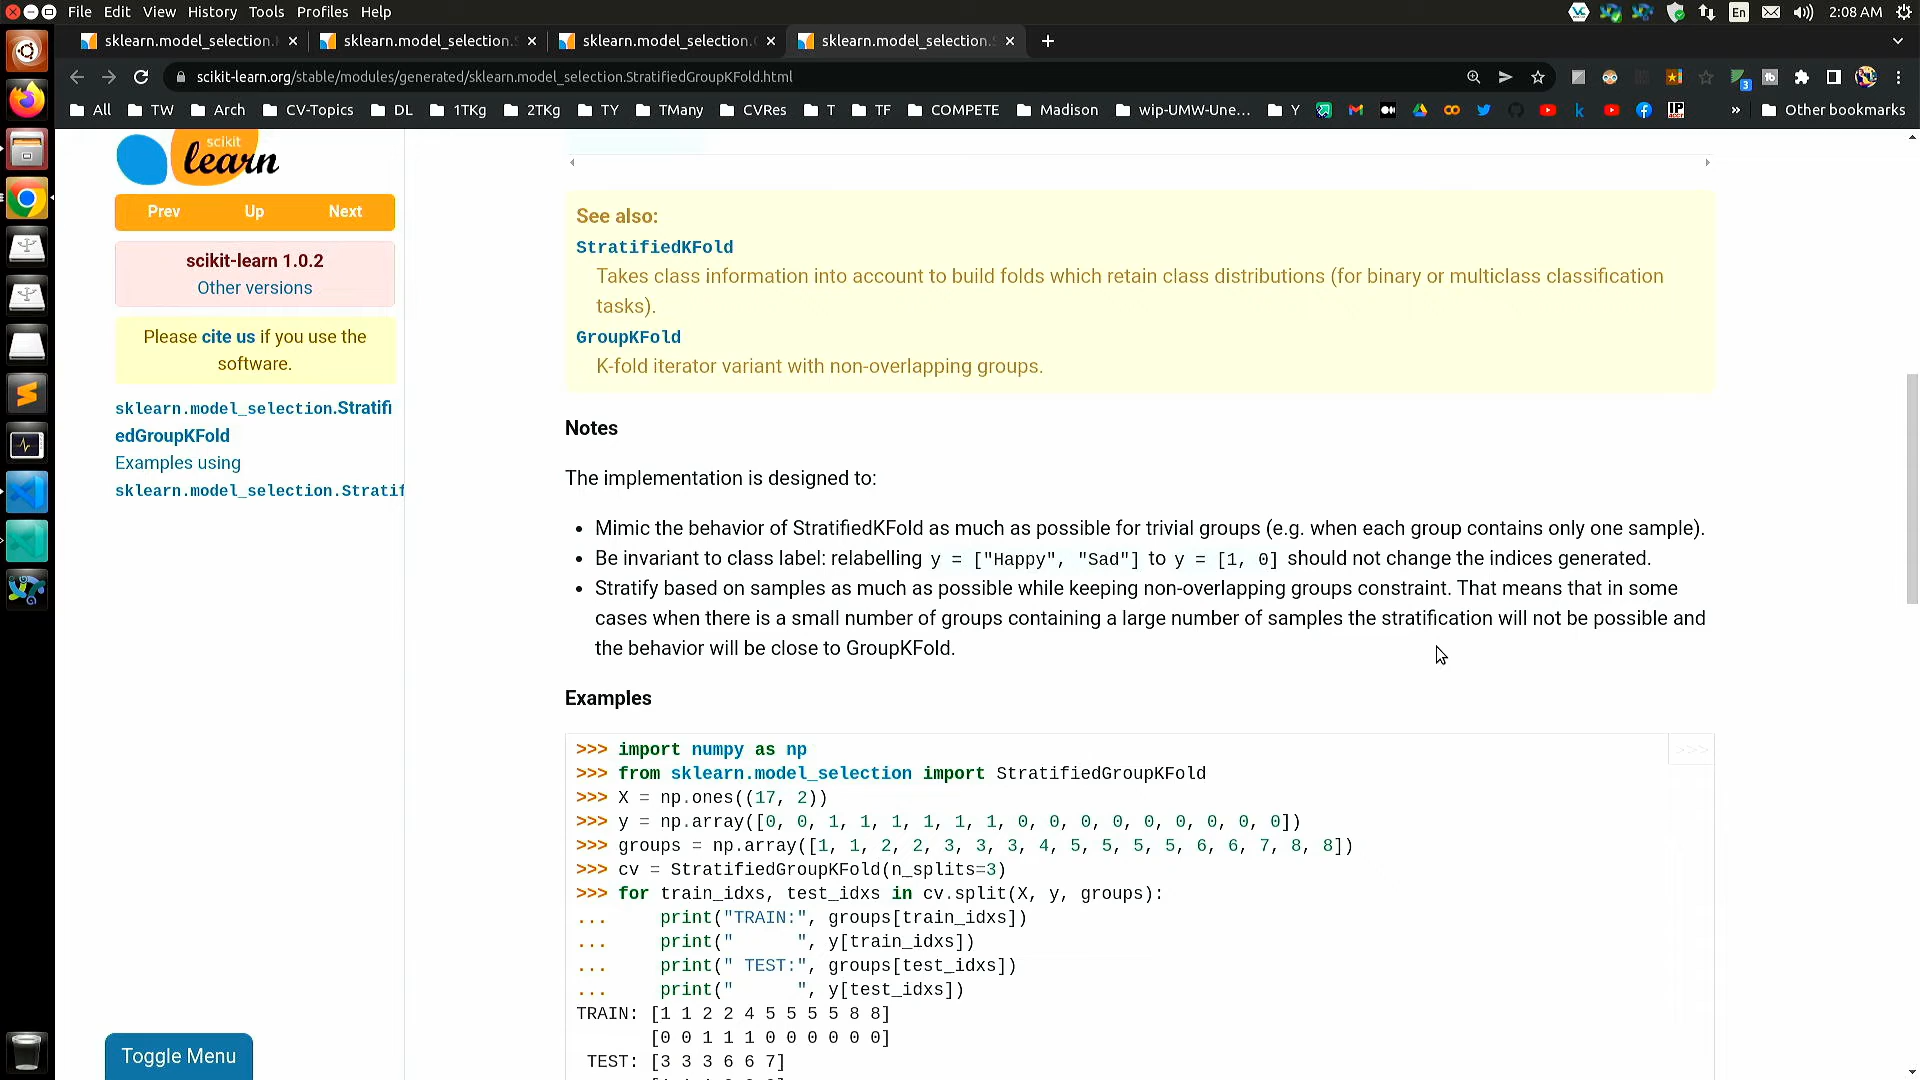 File Edit View History Tools Profiles Help
En 2:08 AM
sklearn.model_selection. sklearn.model_selection. sklearn.model_selection. sklearn.model_selection.
scikit-learn.org/stable/modules/generated/sklearn.model_selection.StratifiedGroupKFold.html
All TW Arch CV-Topics DL 1TKg 2TKg TY TMany CVRes T TF COMPETE Madison wip-UMW-Une... Y » Other bookmarks
scikit
learn
Prev Up Next
scikit-learn 1.0.2
Other versions
Please cite us if you use the
software.
sklearn.model_selection.Stratifi
edGroupKFold
Examples using
sklearn.model_selection.Stratif
Toggle Menu
See also:
StratifiedKFold
Takes class information into account to build folds which retain class distributions (for binary or multiclass classification
tasks).
GroupKFold
K-fold iterator variant with non-overlapping groups.
Notes
The implementation is designed to:
• Mimic the behavior of StratifiedKFold as much as possible for trivial groups (e.g. when each group contains only one sample).
• Be invariant to class label: relabelling y = ["Happy", "Sad"] to y = [1, 0] should not change the indices generated.
• Stratify based on samples as much as possible while keeping non-overlapping groups constraint. That means that in some
cases when there is a small number of groups containing a large number of samples the stratification will not be possible and
the behavior will be close to GroupKFold.
Examples
>>>
>>> import numpy as np
>>> from sklearn.model_selection import StratifiedGroupKFold
>>> X = np.ones((17, 2))
>>> y = np.array([0, 0, 1, 1, 1, 1, 1, 1, 0, 0, 0, 0, 0, 0, 0, 0, 0])
>>> groups = np.array([1, 1, 2, 2, 3, 3, 3, 4, 5, 5, 5, 5, 6, 6, 7, 8, 8])
>>> cv = StratifiedGroupKFold(n_splits=3)
>>> for train_idxs, test_idxs in cv.split(X, y, groups):
...     print("TRAIN:", groups[train_idxs])
...     print("      ", y[train_idxs])
...     print(" TEST:", groups[test_idxs])
...     print("      ", y[test_idxs])
TRAIN: [1 1 2 2 4 5 5 5 5 8 8]
[0 0 1 1 1 0 0 0 0 0 0]
TEST: [3 3 3 6 6 7]